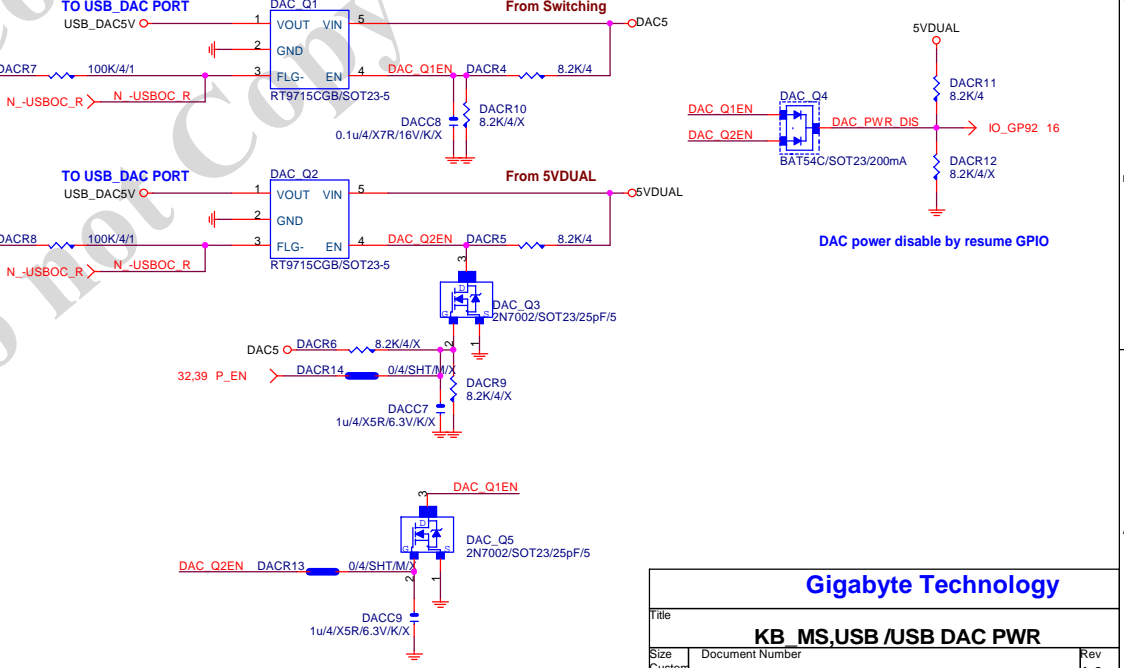 TO USB_DAC PORT
USB_DAC5V
DAC_Q1
From Switching
DAC5
1 VOUT VIN 5
2 GND
3 FLG- EN 4
DACR7 100K/4/1
N_-USBOC_R N_-USBOC_R
RT9715CGB/SOT23-5
DAC_Q1EN DACR4 8.2K/4
DACC8
0.1u/4/X7R/16V/K/X
DACR10
8.2K/4/X
5VDUAL
DACR11
8.2K/4
DAC_Q1EN
DAC_Q2EN
DAC_Q4
BAT54C/SOT23/200mA
DAC_PWR_DIS
IO_GP92 16
DACR12
8.2K/4/X
DAC power disable by resume GPIO
TO USB_DAC PORT
USB_DAC5V
DAC_Q2
From 5VDUAL
5VDUAL
1 VOUT VIN 5
2 GND
3 FLG- EN 4
DACR8 100K/4/1
N_-USBOC_R N_-USBOC_R
RT9715CGB/SOT23-5
DAC_Q2EN DACR5 8.2K/4
3
D
G S
DAC_Q3
2N7002/SOT23/25pF/5
2 1
DAC5 DACR6 8.2K/4/X
32,39 P_EN DACR14 0/4/SHT/M/X
DACR9
8.2K/4/X
DACC7
1u/4/X5R/6.3V/K/X
3 DAC_Q1EN
D
G S
DAC_Q5
2N7002/SOT23/25pF/5
DAC_Q2EN DACR13 0/4/SHT/M/X
2 1
DACC9
1u/4/X5R/6.3V/K/X
do not Copy
Gigabyte Technology
Title
KB_MS,USB /USB DAC PWR
Size Document Number Rev
Custom